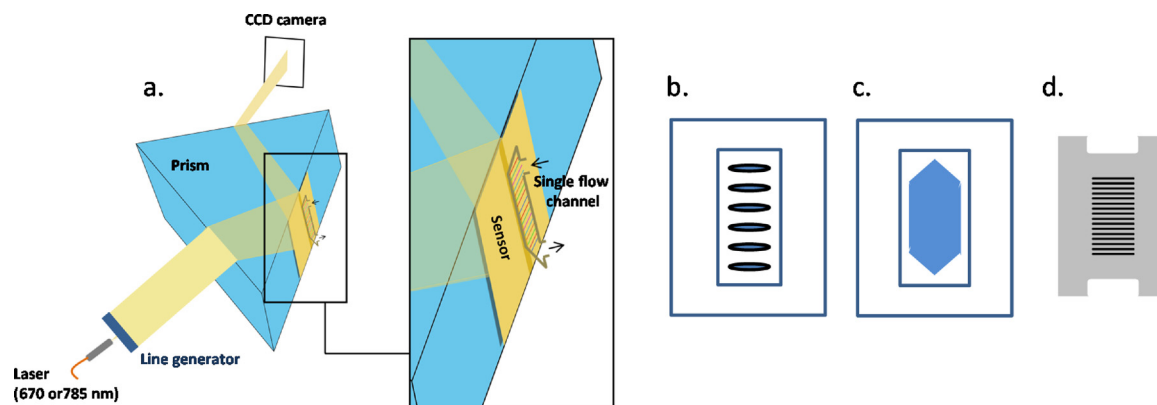 CCD camera
a.
Prism
Single flow
channel
Sensor
Line generator
Laser
(670 or785 nm)
b.
c.
d.